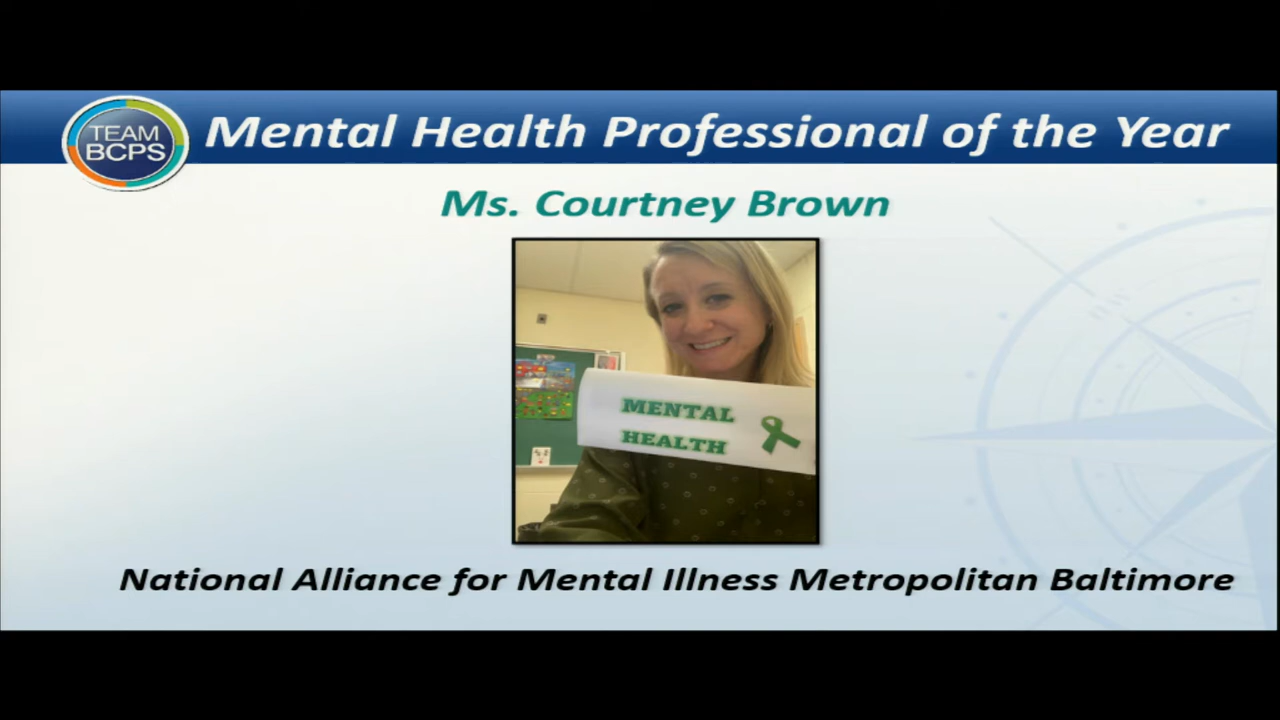 TEAM
BCPS
Mental Health Professional of the Year
Ms. Courtney Brown
MENTAL
HEALTH
National Alliance for Mental Illness Metropolitan Baltimore